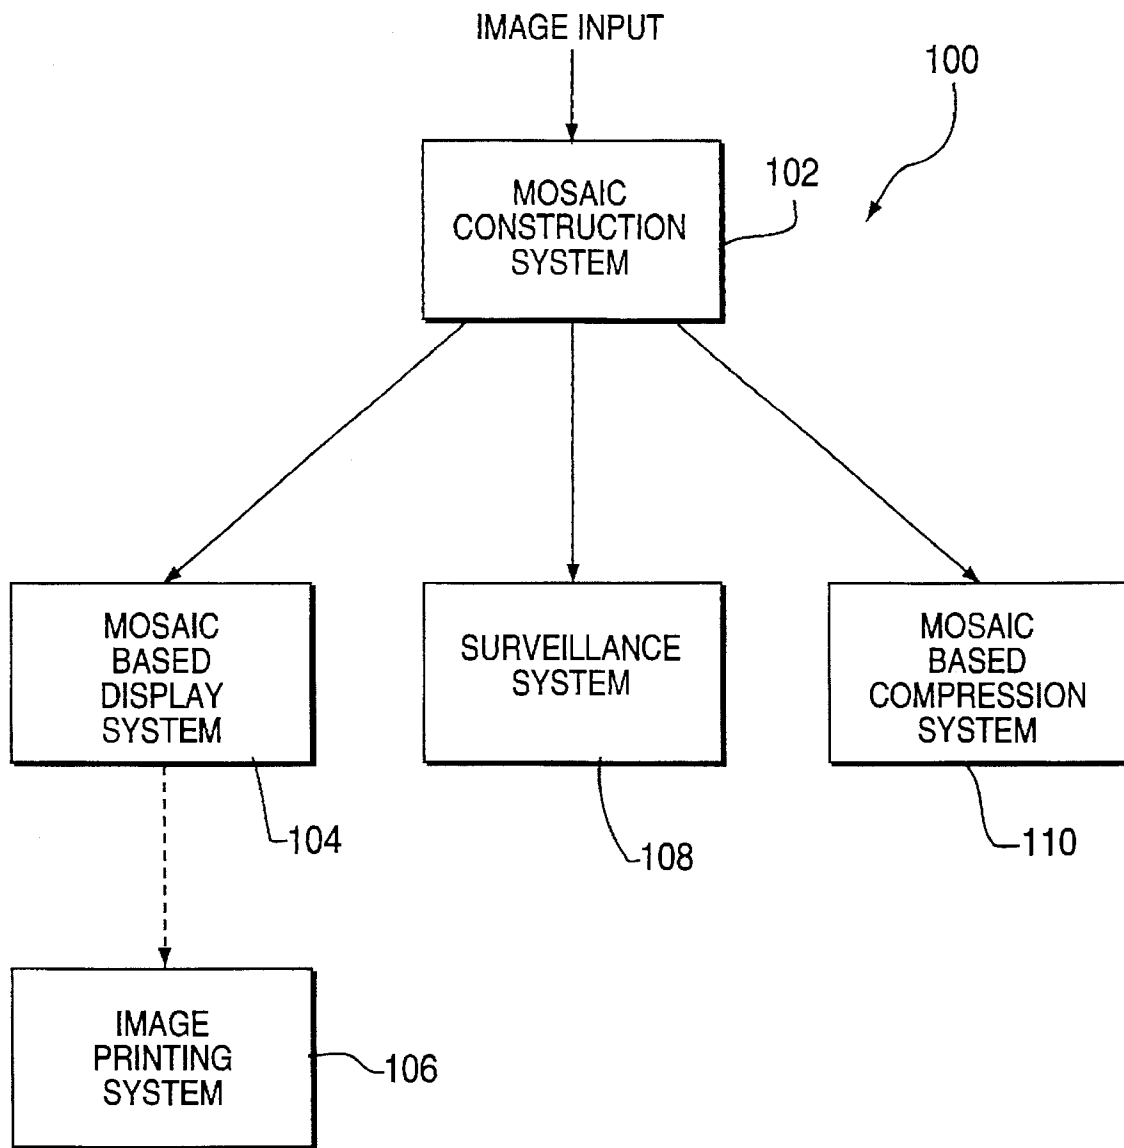 IMAGE INPUT
100
MOSAIC
CONSTRUCTION
SYSTEM
102
MOSAIC
BASED
DISPLAY
SYSTEM
104
SURVEILLANCE
SYSTEM
108
MOSAIC
BASED
COMPRESSION
SYSTEM
110
IMAGE
PRINTING
SYSTEM
106